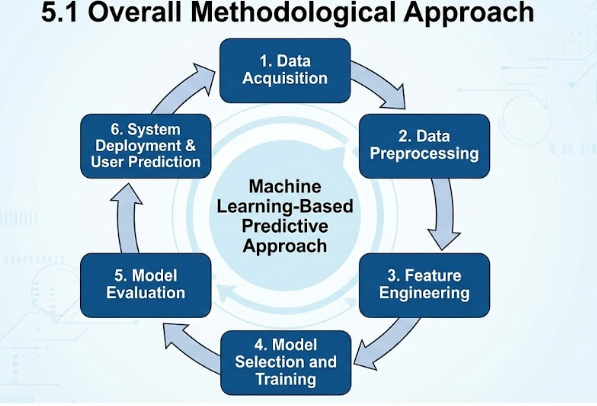 5.1 Overall Methodological Approach
1. Data
Acquisition
2. Data
Preprocessing
3. Feature
Engineering
4. Model
Selection and
Training
5. Model
Evaluation
6. System
Deployment &
User Prediction
Machine
Learning-Based
Predictive
Approach